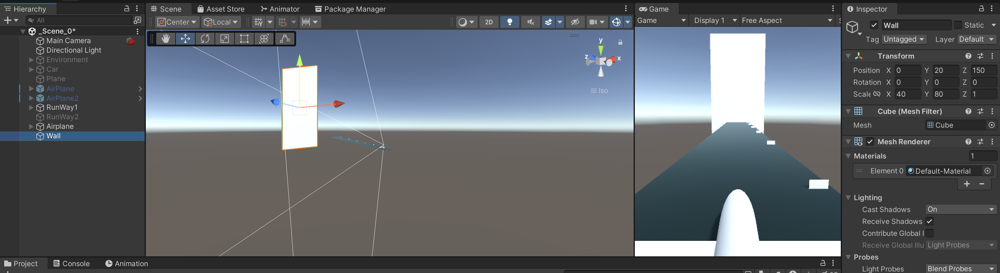 Hierarchy
All
_Scene_0*
Main Camera
Directional Light
Environment
Car
Plane
AirPlane
AirPlane2
RunWay1
RunWay2
Airplane
Wall
Scene
Asset Store
Animator
Package Manager
Center
Local
2D
y
z
x
Iso
Game
Game
Display 1
Free Aspect
Inspector
Wall
Static
Tag
Untagged
Layer
Default
Transform
Position X 0 Y 20 Z 150
Rotation X 0 Y 0 Z 0
Scale X 40 Y 80 Z 1
Cube (Mesh Filter)
Mesh
Cube
Mesh Renderer
Materials
1
Element 0
Default-Material
Lighting
Cast Shadows
On
Receive Shadows
Contribute Global I
Receive Global Illu
Light Probes
Probes
Light Probes
Blend Probes
Project
Console
Animation